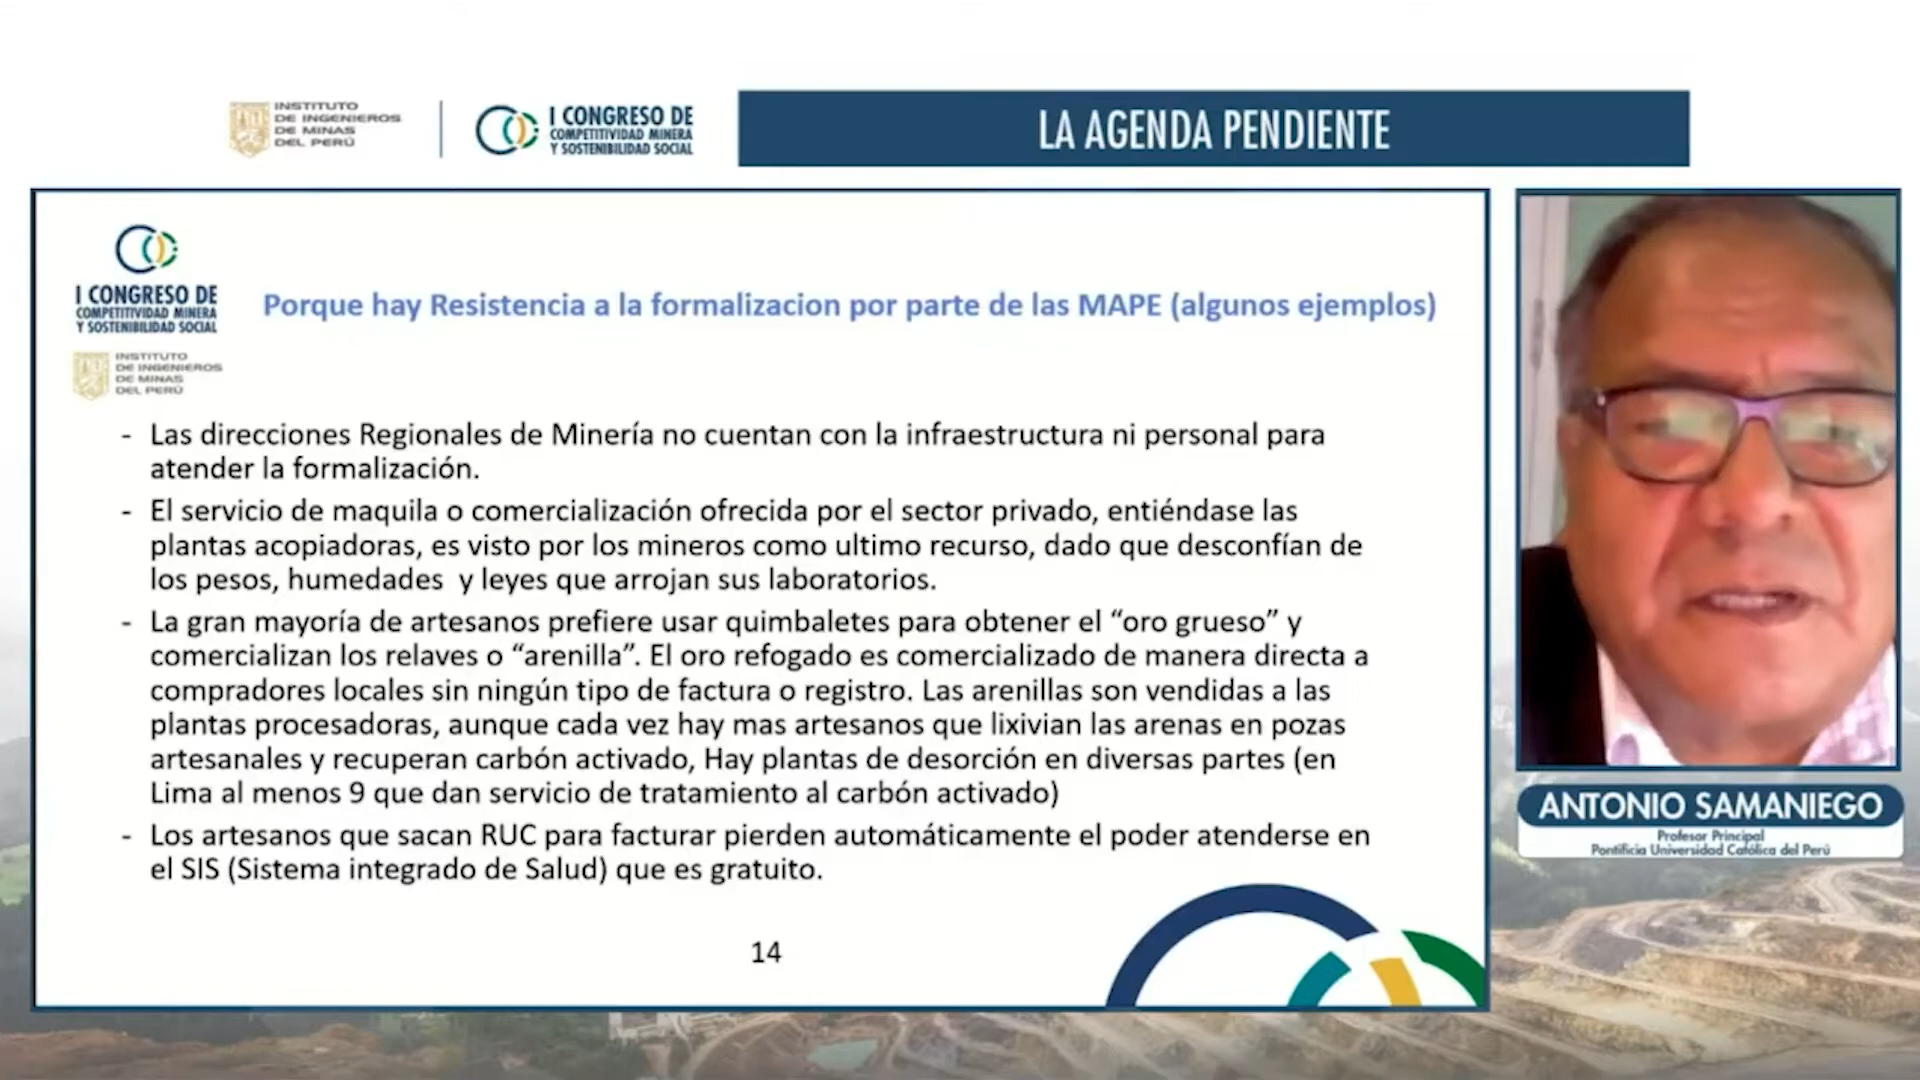 INSTITUTO
DE INGENIEROS
DE MINAS
DEL PERÚ
I CONGRESO DE
COMPETITIVIDAD MINERA
Y SOSTENIBILIDAD SOCIAL
LA AGENDA PENDIENTE
I CONGRESO DE
COMPETITIVIDAD MINERA
Y SOSTENIBILIDAD SOCIAL
INSTITUTO
DE INGENIEROS
DE MINAS
DEL PERÚ
Porque hay Resistencia a la formalizacion por parte de las MAPE (algunos ejemplos)
- Las direcciones Regionales de Minería no cuentan con la infraestructura ni personal para
atender la formalización.
- El servicio de maquila o comercialización ofrecida por el sector privado, entiéndase las
plantas acopiadoras, es visto por los mineros como ultimo recurso, dado que desconfían de
los pesos, humedades y leyes que arrojan sus laboratorios.
- La gran mayoría de artesanos prefiere usar quimbaletes para obtener el “oro grueso” y
comercializan los relaves o “arenilla”. El oro refogado es comercializado de manera directa a
compradores locales sin ningún tipo de factura o registro. Las arenillas son vendidas a las
plantas procesadoras, aunque cada vez hay mas artesanos que lixivian las arenas en pozas
artesanales y recuperan carbón activado, Hay plantas de desorción en diversas partes (en
Lima al menos 9 que dan servicio de tratamiento al carbón activado)
- Los artesanos que sacan RUC para facturar pierden automáticamente el poder atenderse en
el SIS (Sistema integrado de Salud) que es gratuito.
14
ANTONIO SAMANIEGO
Profesor Principal
Pontificia Universidad Católica del Perú